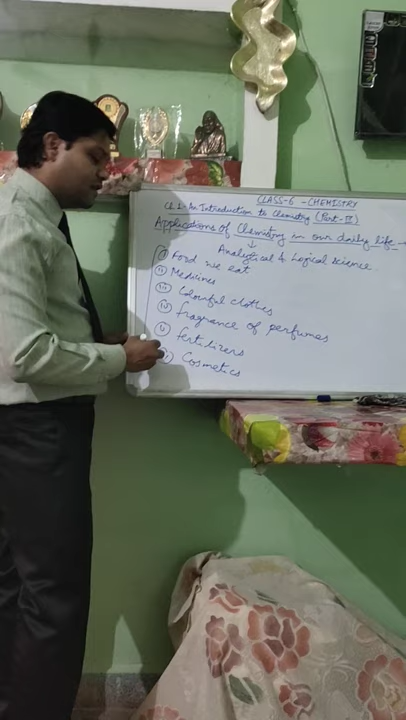 CLASS-6 - CHEMISTRY
Ch 1- An Introduction to Chemistry (Part-II)
Applications of Chemistry in our daily life →
↓
Analytical & Logical Science.
(i) Food we eat
(ii) Medicines
(iii) Colourful clothes
(iv) fragrance of perfumes
(v) fertilizers
Cosmetics